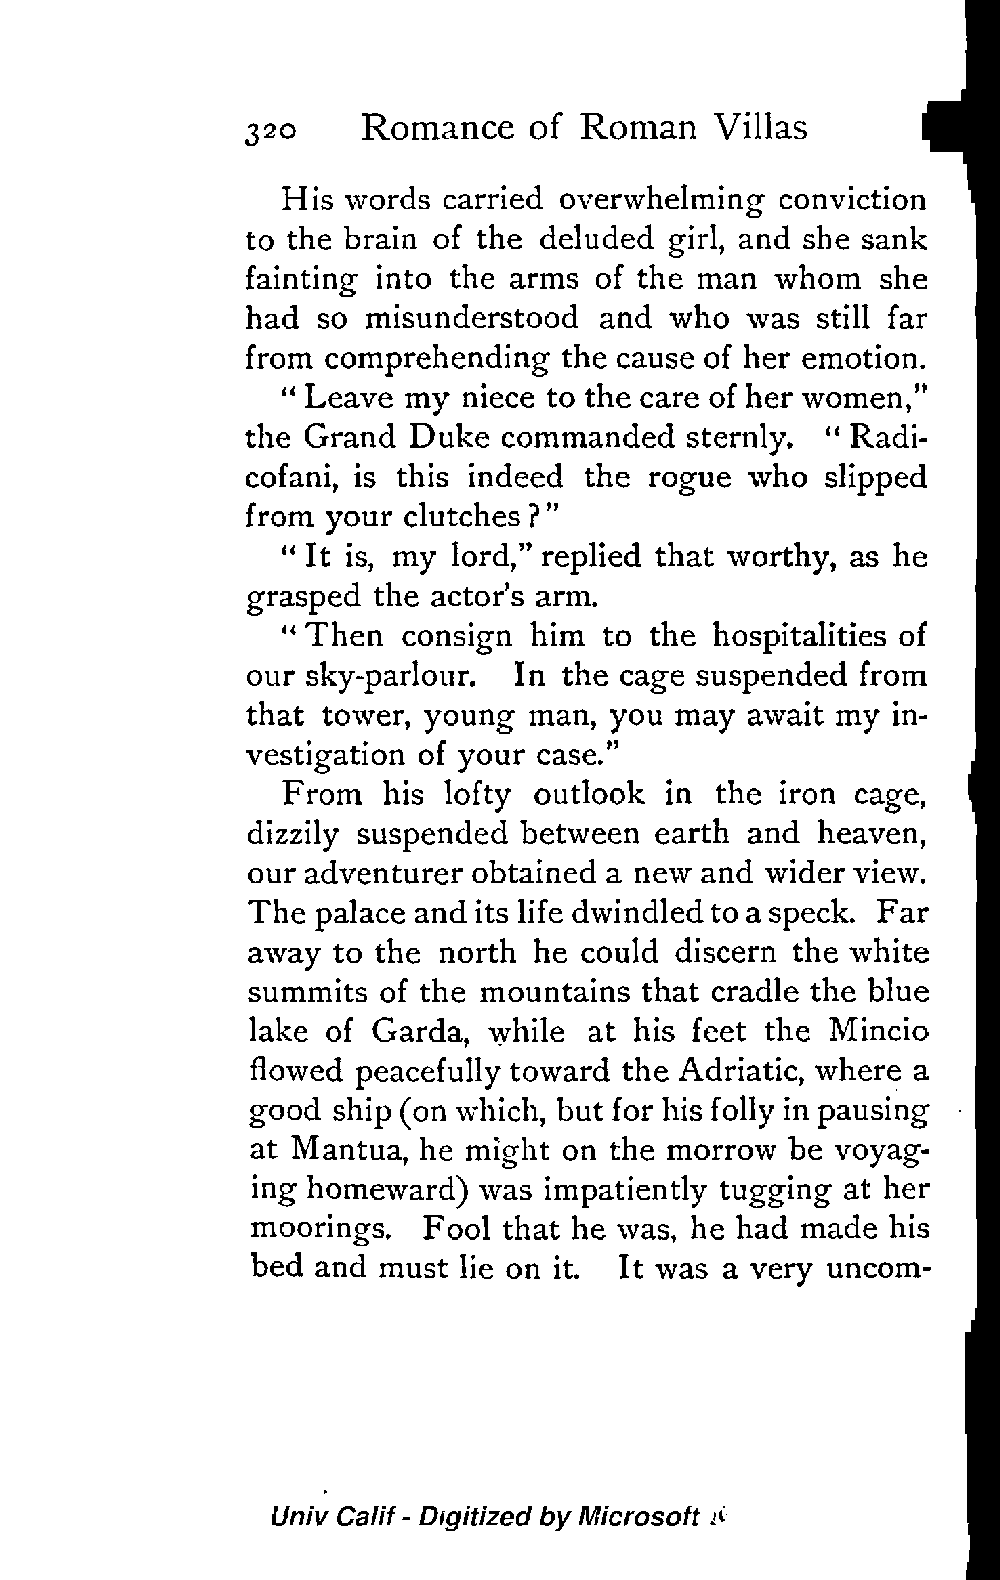 320 Romance of Roman Villas
His words carried overwhelming conviction
to the brain of the deluded girl, and she sank
fainting into the arms of the man whom she
had so misunderstood and who was still far
from comprehending the cause of her emotion.
"Leave my niece to the care of her women,"
the Grand Duke commanded sternly. "Radi-
cofani, is this indeed the rogue who slipped
from your clutches?"
"It is, my lord," replied that worthy, as he
grasped the actor's arm.
"Then consign him to the hospitalities of
our sky-parlour. In the cage suspended from
that tower, young man, you may await my in-
vestigation of your case."
From his lofty outlook in the iron cage,
dizzily suspended between earth and heaven,
our adventurer obtained a new and wider view.
The palace and its life dwindled to a speck. Far
away to the north he could discern the white
summits of the mountains that cradle the blue
lake of Garda, while at his feet the Mincio
flowed peacefully toward the Adriatic, where a
good ship (on which, but for his folly in pausing
at Mantua, he might on the morrow be voyag-
ing homeward) was impatiently tugging at her
moorings. Fool that he was, he had made his
bed and must lie on it. It was a very uncom-
Univ Calif - Digitized by Microsoft